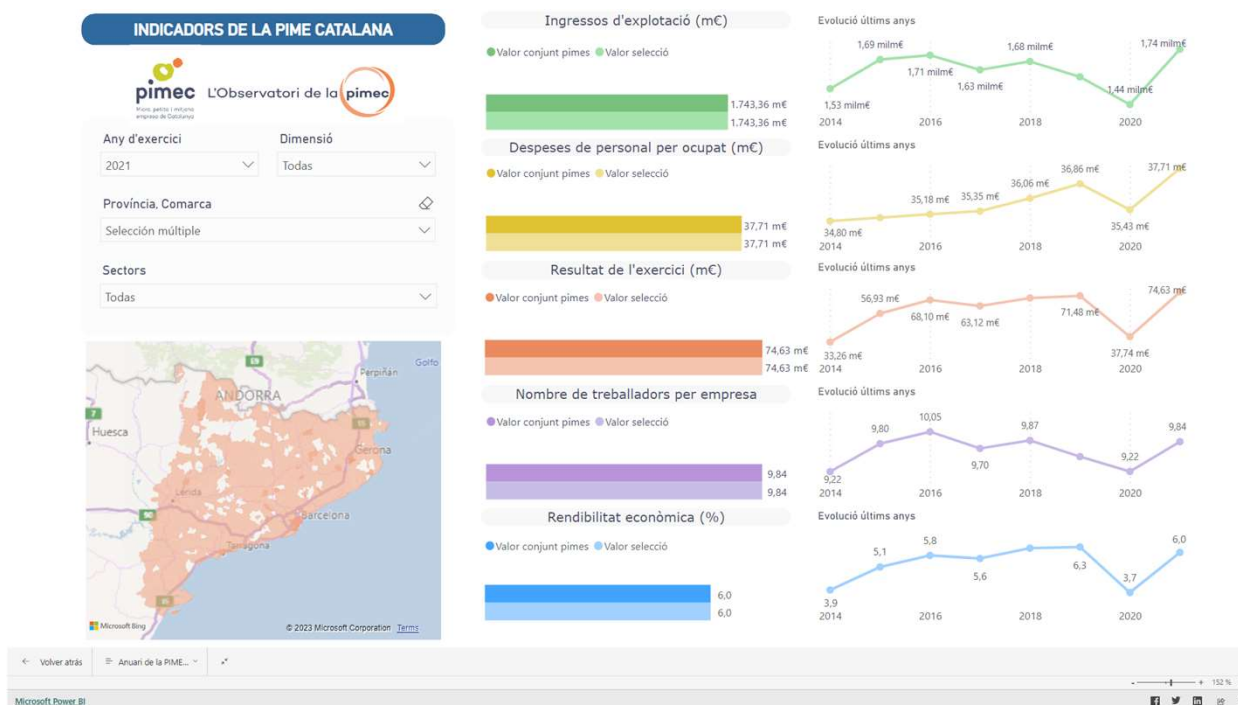 INDICADORS DE LA PIME CATALANA
pimec
Micro, petita i mitjana
empresa de Catalunya
L'Observatori de la pimec
Any d'exercici
Dimensió
2021
Todas
Província, Comarca
Selección múltiple
Sectors
Todas
Golfo
Perpiñán
ANDORRA
Huesca
Gerona
Lérida
Barcelona
Tarragona
Microsoft Bing
© 2023 Microsoft Corporation Terms
Ingressos d'explotació (m€)
Valor conjunt pimes Valor selecció
1.743,36 m€
1.743,36 m€
Evolució últims anys
1,69 milm€
1,68 milm€
1,74 milm€
1,71 milm€
1,63 milm€
1,44 milm€
1,53 milm€
2014 2016 2018 2020
Despeses de personal per ocupat (m€)
Valor conjunt pimes Valor selecció
37,71 m€
37,71 m€
Evolució últims anys
36,86 m€
37,71 m€
36,06 m€
35,18 m€
35,35 m€
34,80 m€
35,43 m€
2014 2016 2018 2020
Resultat de l'exercici (m€)
Valor conjunt pimes Valor selecció
74,63 m€
74,63 m€
Evolució últims anys
56,93 m€
74,63 m€
68,10 m€
63,12 m€
71,48 m€
33,26 m€
37,74 m€
2014 2016 2018 2020
Nombre de treballadors per empresa
Valor conjunt pimes Valor selecció
9,84
9,84
Evolució últims anys
9,80
10,05
9,87
9,84
9,70
9,22
9,22
2014 2016 2018 2020
Rendibilitat econòmica (%)
Valor conjunt pimes Valor selecció
6,0
6,0
Evolució últims anys
5,1
5,8
6,0
5,6
6,3
3,7
3,9
2014 2016 2018 2020
Volver atrás
Anuari de la PIME...
- + 152 %
Microsoft Power BI